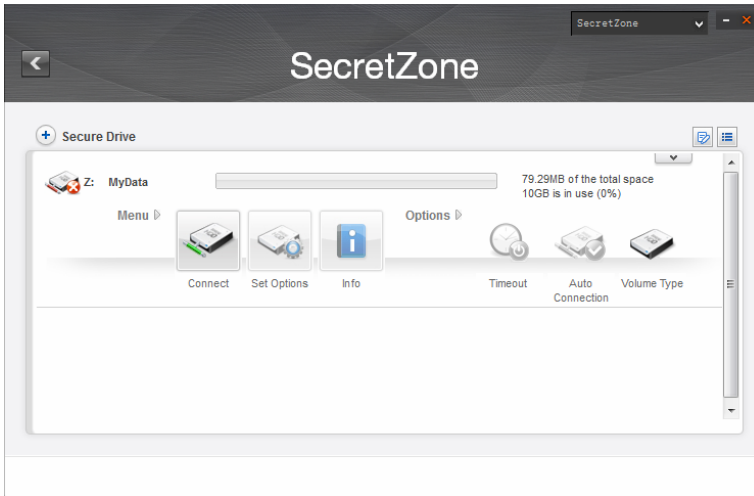 SecretZone
SecretZone
Secure Drive
Z: MyData
79.29MB of the total space
10GB is in use (0%)
Menu
Options
Connect
Set Options
Info
Timeout
Auto
Connection
Volume Type